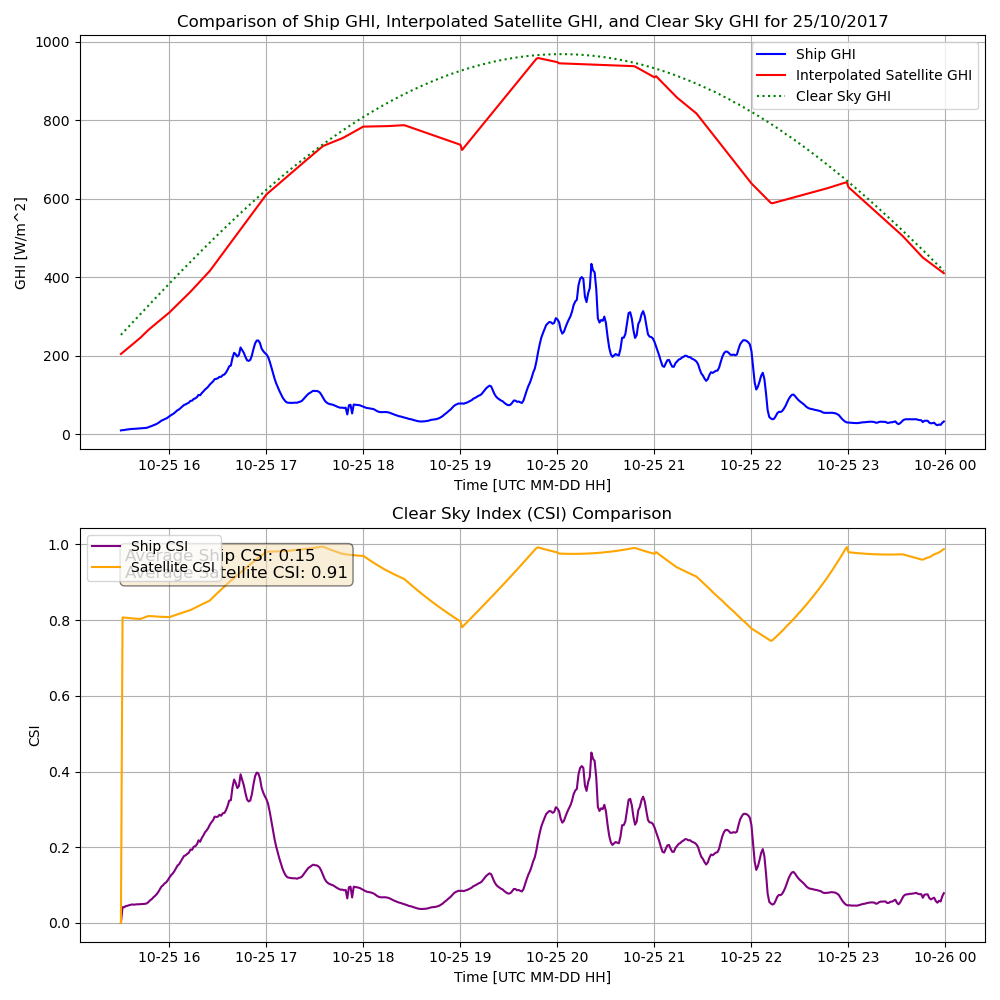 Comparison of Ship GHI, Interpolated Satellite GHI, and Clear Sky GHI for 25/10/2017
1000
800
600
400
200
0
GHI [W/m^2]
Ship GHI
Interpolated Satellite GHI
Clear Sky GHI
10-25 16 10-25 17 10-25 18 10-25 19 10-25 20 10-25 21 10-25 22 10-25 23 10-26 00
Time [UTC MM-DD HH]
Clear Sky Index (CSI) Comparison
1.0
0.8
0.6
0.4
0.2
0.0
CSI
Ship CSI
Satellite CSI
Average Ship CSI: 0.15
Average Satellite CSI: 0.91
10-25 16 10-25 17 10-25 18 10-25 19 10-25 20 10-25 21 10-25 22 10-25 23 10-26 00
Time [UTC MM-DD HH]